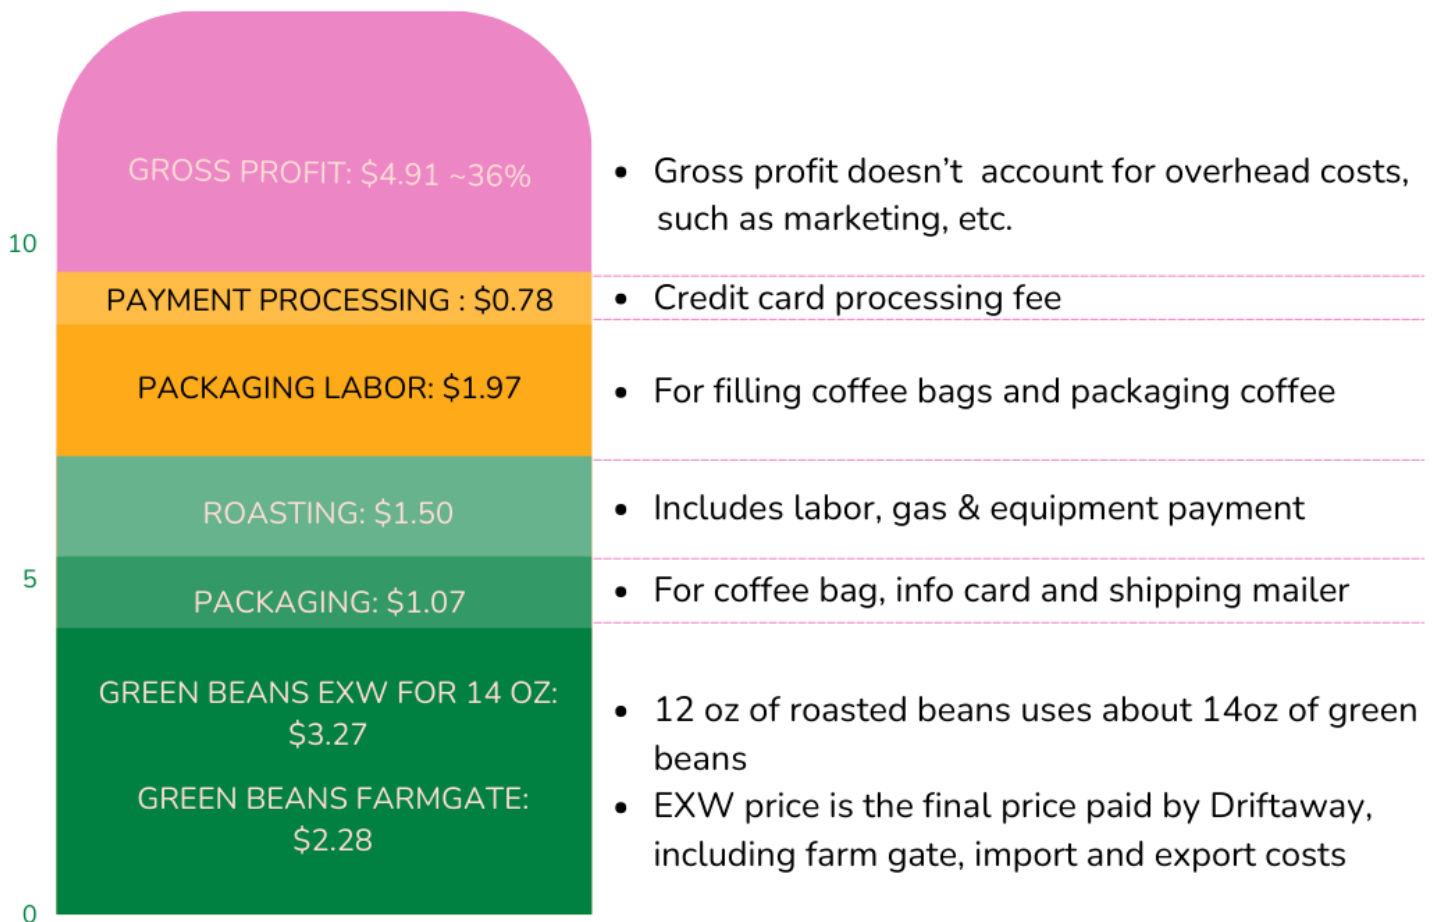 GROSS PROFIT: $4.91 ~36%
• Gross profit doesn’t account for overhead costs,
such as marketing, etc.
10
PAYMENT PROCESSING : $0.78
• Credit card processing fee
PACKAGING LABOR: $1.97
• For filling coffee bags and packaging coffee
ROASTING: $1.50
• Includes labor, gas & equipment payment
5
PACKAGING: $1.07
• For coffee bag, info card and shipping mailer
GREEN BEANS EXW FOR 14 OZ:
$3.27
GREEN BEANS FARMGATE:
$2.28
• 12 oz of roasted beans uses about 14oz of green
beans
• EXW price is the final price paid by Driftaway,
including farm gate, import and export costs
0